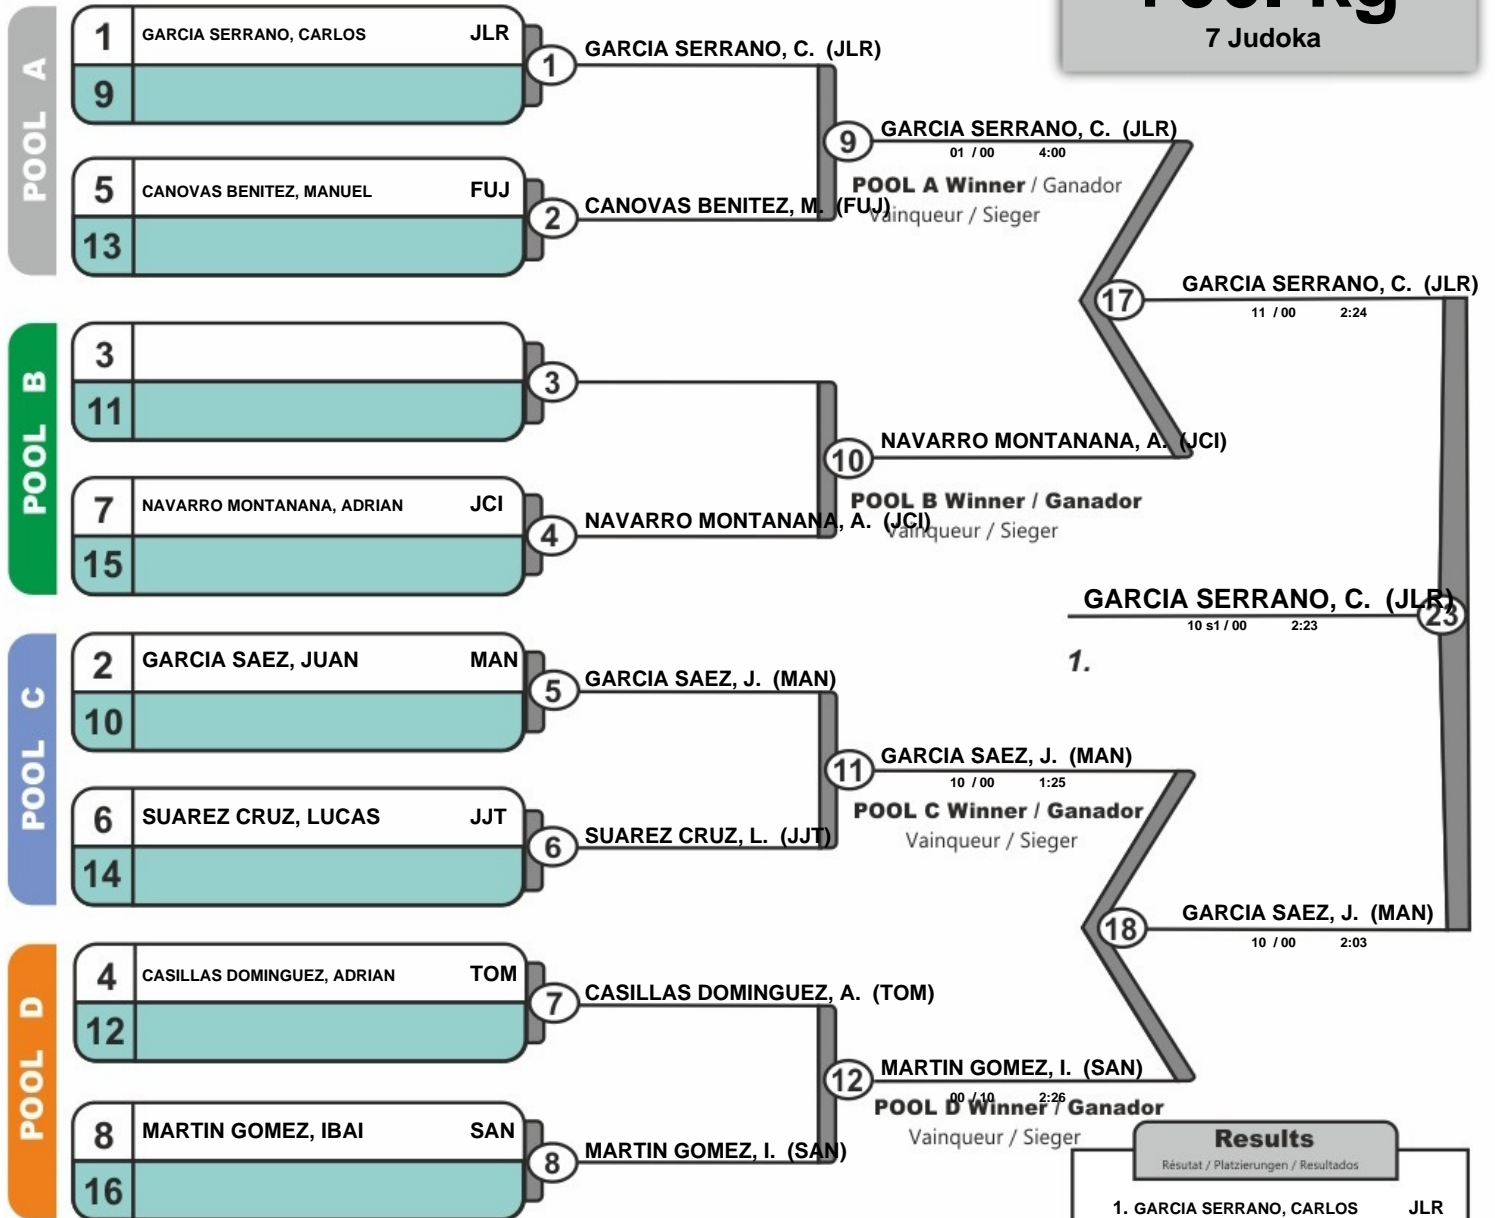 kg
7 Judoka
POOL A
1 GARCIA SERRANO, CARLOS JLR
9
1
GARCIA SERRANO, C. (JLR)
5 CANOVAS BENITEZ, MANUEL FUJ
13
2
CANOVAS BENITEZ, M. (FUJ)
9
GARCIA SERRANO, C. (JLR)
01 / 00 4:00
POOL A Winner / Ganador
Vainqueur / Sieger
POOL B
3
11
3
7 NAVARRO MONTANANA, ADRIAN JCI
15
4
NAVARRO MONTANANA, A. (JCI)
10
NAVARRO MONTANANA, A. (JCI)
POOL B Winner / Ganador
Vainqueur / Sieger
17
GARCIA SERRANO, C. (JLR)
11 / 00 2:24
GARCIA SERRANO, C. (JLR)
23
10 s1 / 00 2:23
1.
POOL C
2 GARCIA SAEZ, JUAN MAN
10
5
GARCIA SAEZ, J. (MAN)
6 SUAREZ CRUZ, LUCAS JJT
14
6
SUAREZ CRUZ, L. (JJT)
11
GARCIA SAEZ, J. (MAN)
10 / 00 1:25
POOL C Winner / Ganador
Vainqueur / Sieger
18
GARCIA SAEZ, J. (MAN)
10 / 00 2:03
POOL D
4 CASILLAS DOMINGUEZ, ADRIAN TOM
12
7
CASILLAS DOMINGUEZ, A. (TOM)
8 MARTIN GOMEZ, IBAI SAN
16
8
MARTIN GOMEZ, I. (SAN)
12
MARTIN GOMEZ, I. (SAN)
00 / 10 2:26
POOL D Winner / Ganador
Vainqueur / Sieger
Results
Résutat / Platzierungen / Resultados
1. GARCIA SERRANO, CARLOS JLR